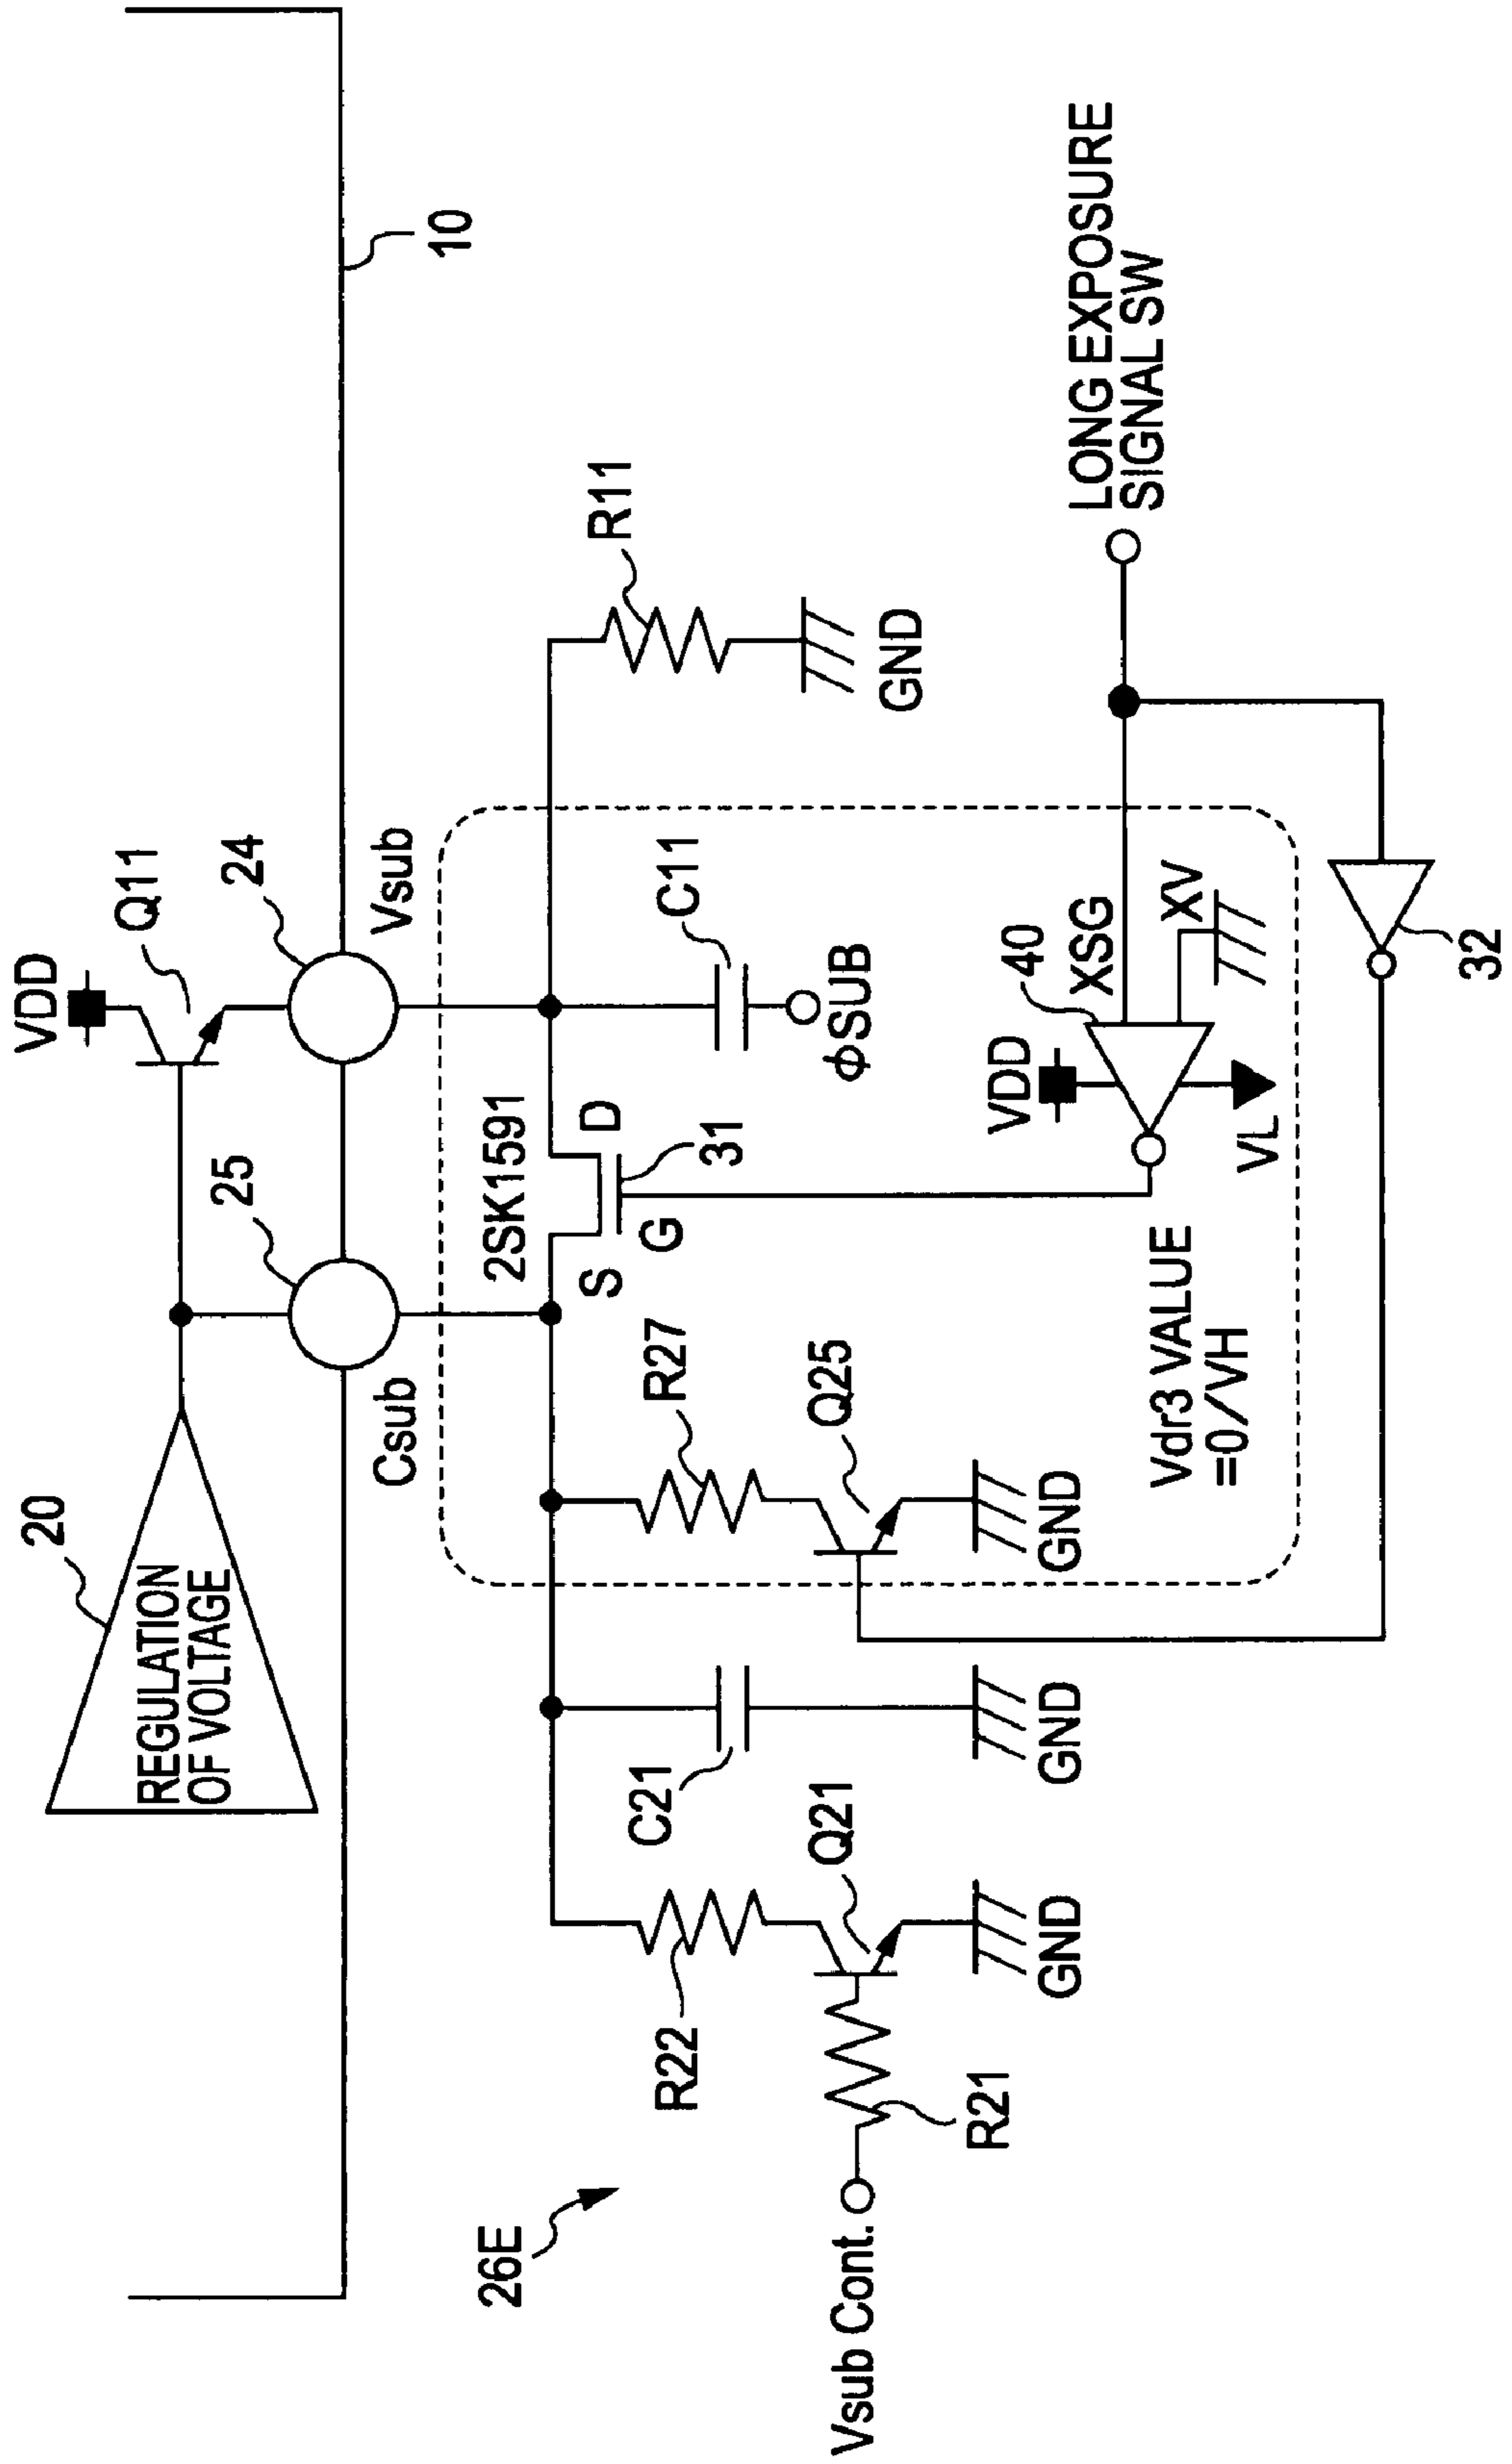 20
REGULATION
OF VOLTAGE
VDD
Q11
25
24
Csub
Vsub
10
26E
2SK1591
R22
C21
R27
S
D
G
31
C11
R11
Vsub Cont.
R21
Q21
Q25
ΦSUB
GND
GND
GND
GND
VDD
40
XSG
XV
LONG EXPOSURE
SIGNAL SW
Vdr3 VALUE
=0/VH
VL
32